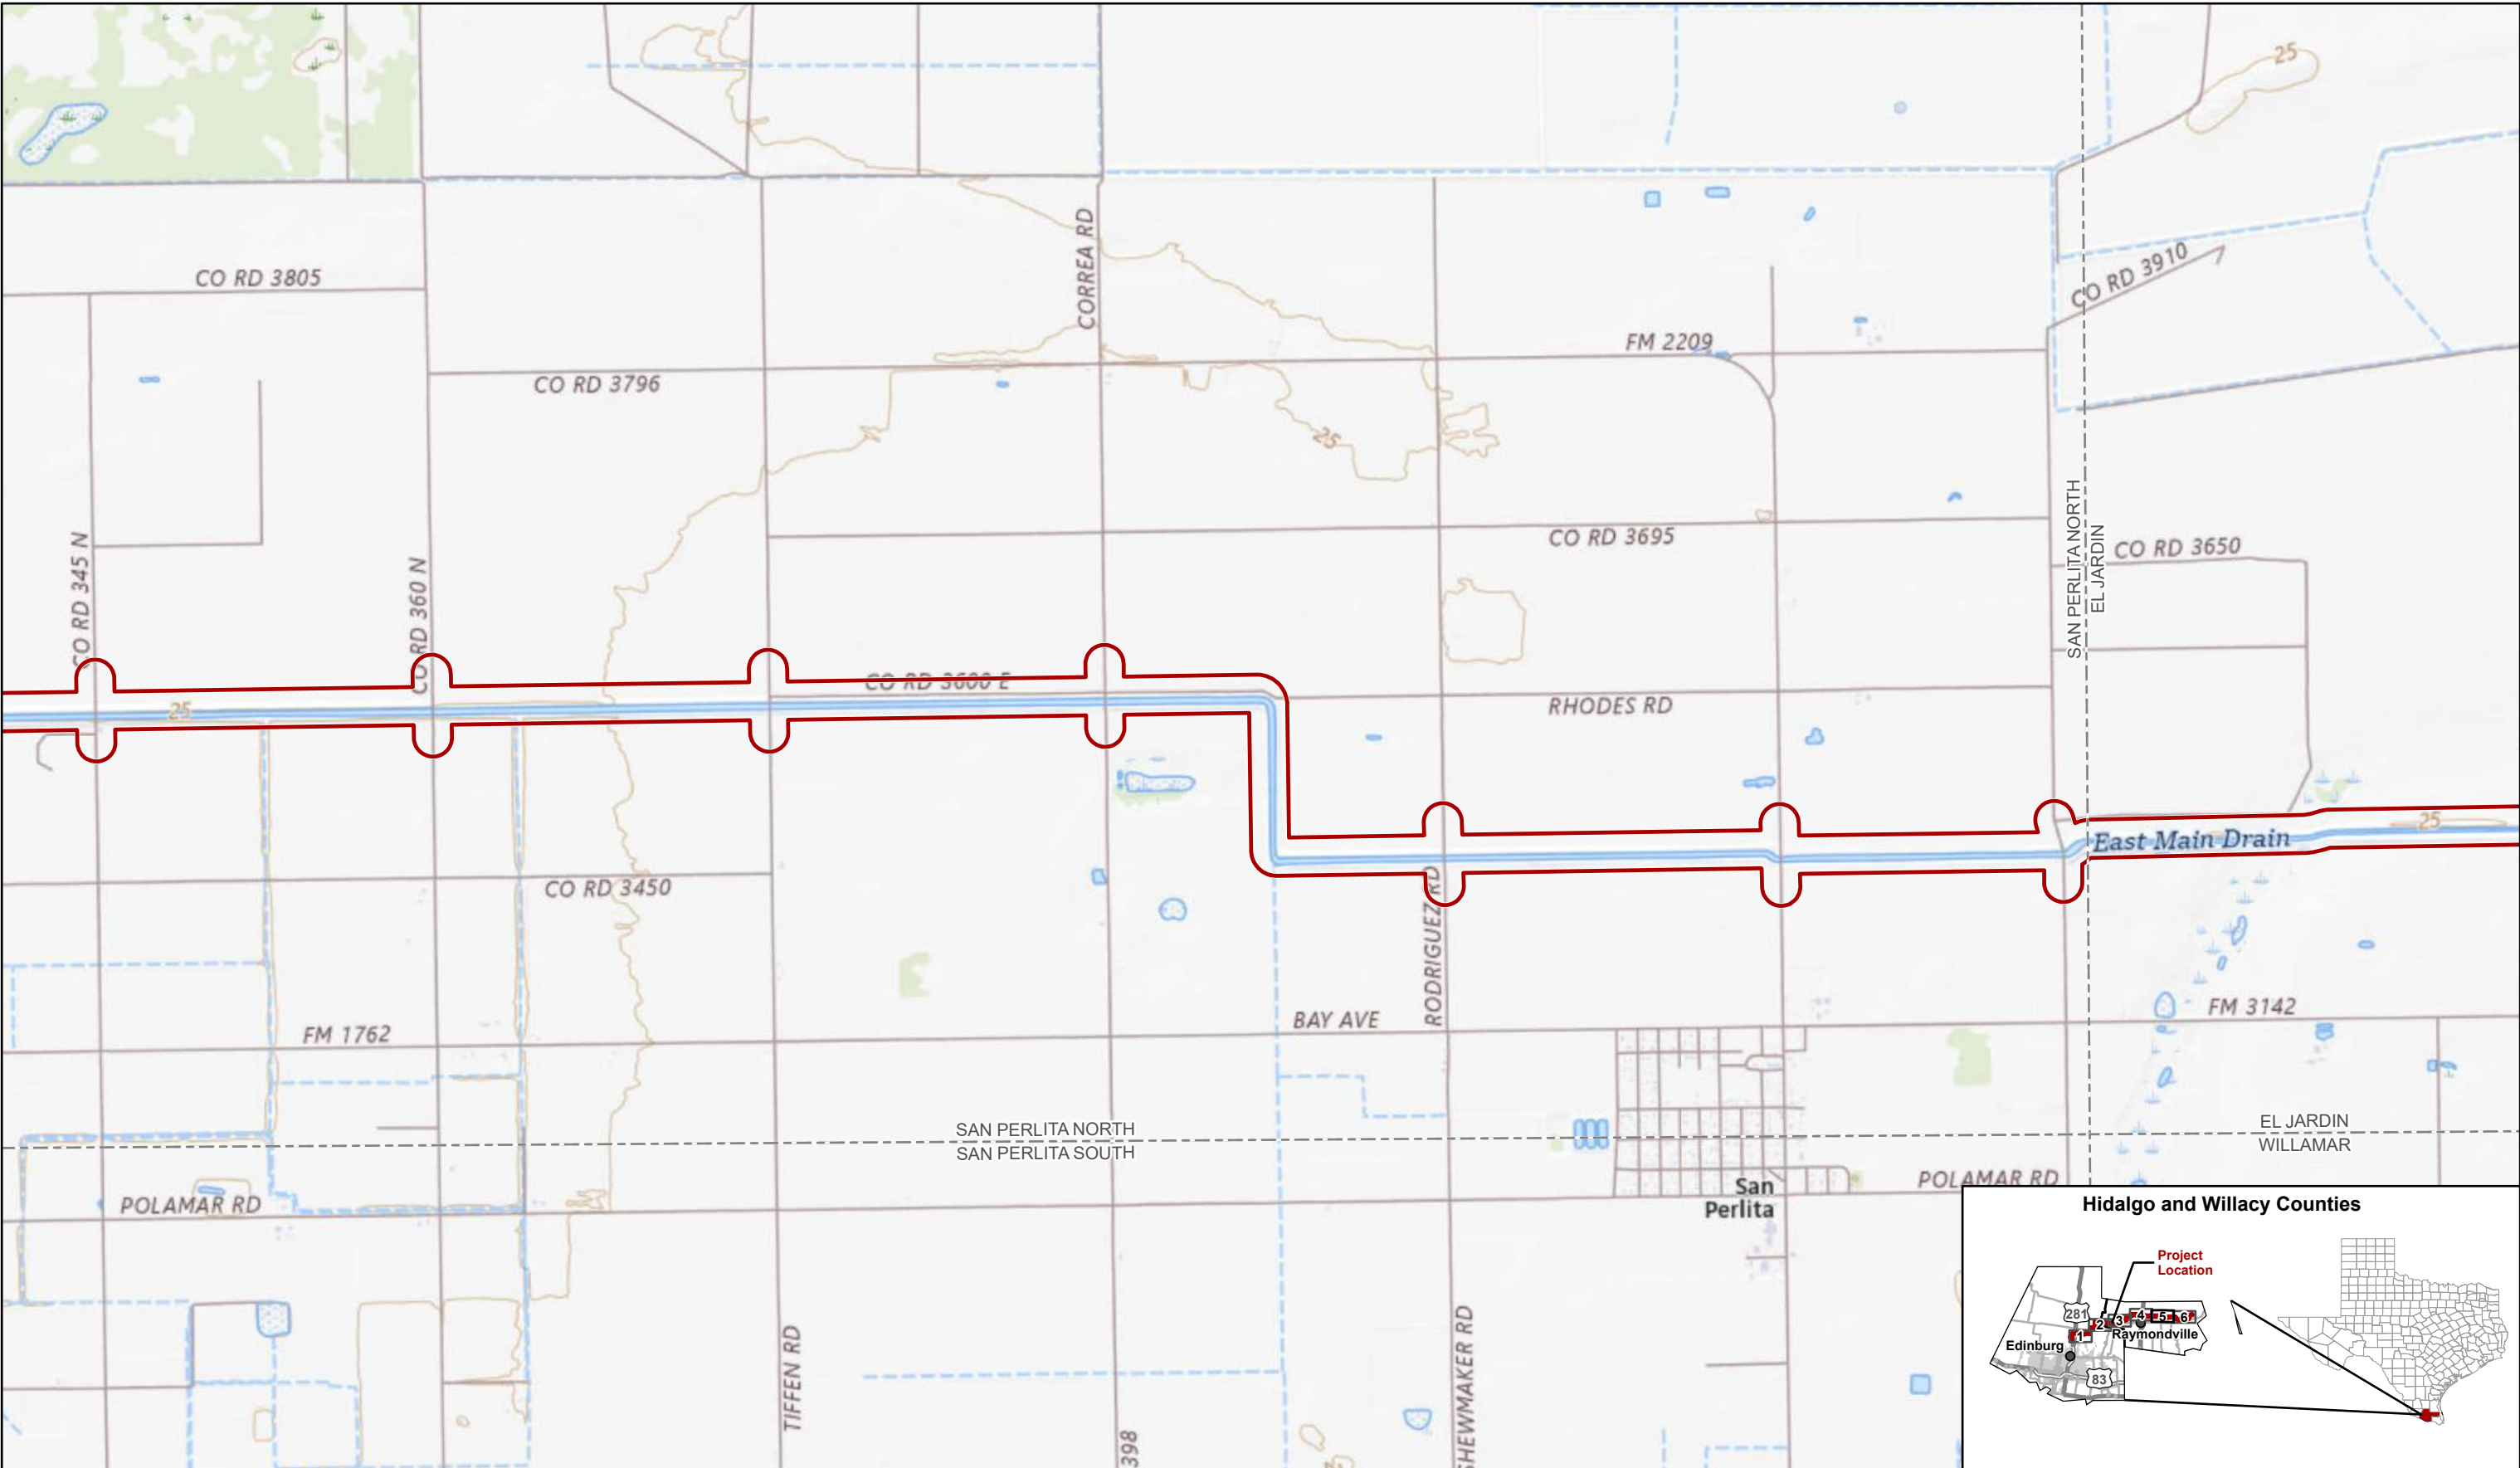 25
CO RD 3805
CORREA RD
CO RD 3910
FM 2209
CO RD 3796
25
CO RD 345 N
CO RD 360 N
CO RD 3695
SAN PERLITA NORTH
EL JARDIN
CO RD 3650
CO RD 3600 E
25
RHODES RD
25
East Main Drain
CO RD 3450
RODRIGUEZ RD
FM 1762
BAY AVE
FM 3142
SAN PERLITA NORTH
SAN PERLITA SOUTH
EL JARDIN
WILLAMAR
POLAMAR RD
San
Perlita
POLAMAR RD
TIFFEN RD
398
SHEWMAKER RD
Hidalgo and Willacy Counties
Project
Location
281
1
2
3
4
5
6
Raymondville
Edinburg
83